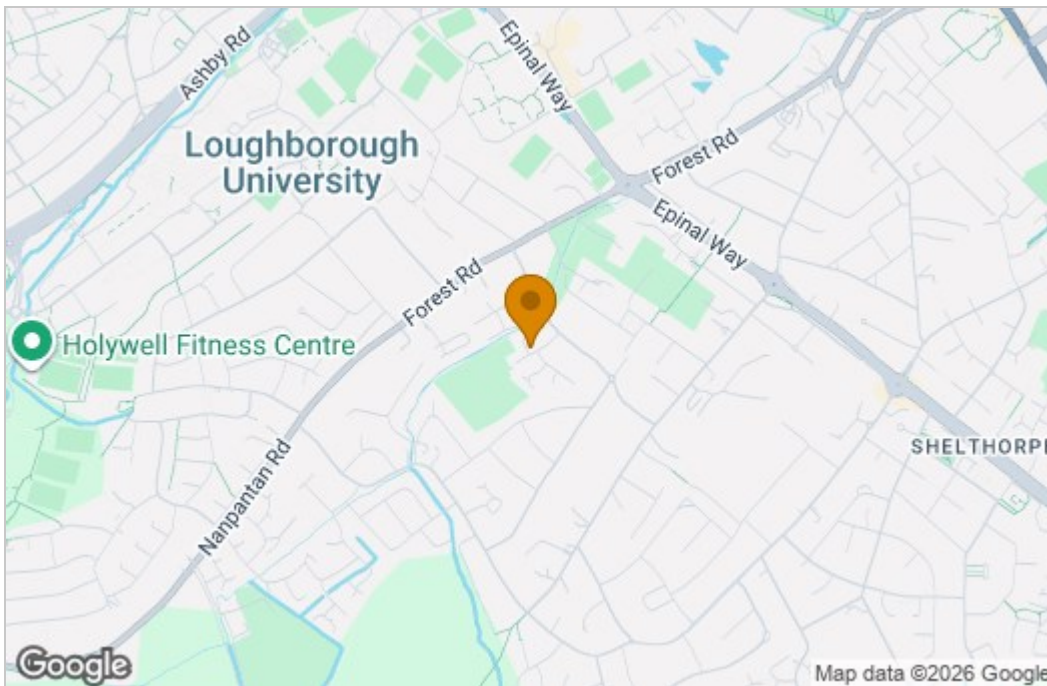 Ashby Rd
Epinal Way
Loughborough
University
Forest Rd
Epinal Way
Forest Rd
Holywell Fitness Centre
Nanpantan Rd
SHELTHORPE
Google
Map data ©2026 Google